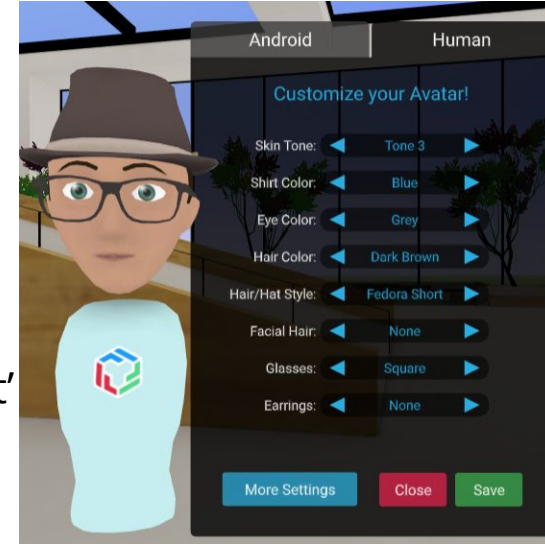 Android Human
Customize your Avatar!
Skin Tone: Tone 3
Shirt Color: Blue
Eye Color: Grey
Hair Color: Dark Brown
Hair/Hat Style: Fedora Short
Facial Hair: None
Glasses: Square
Earrings: None
More Settings Close Save